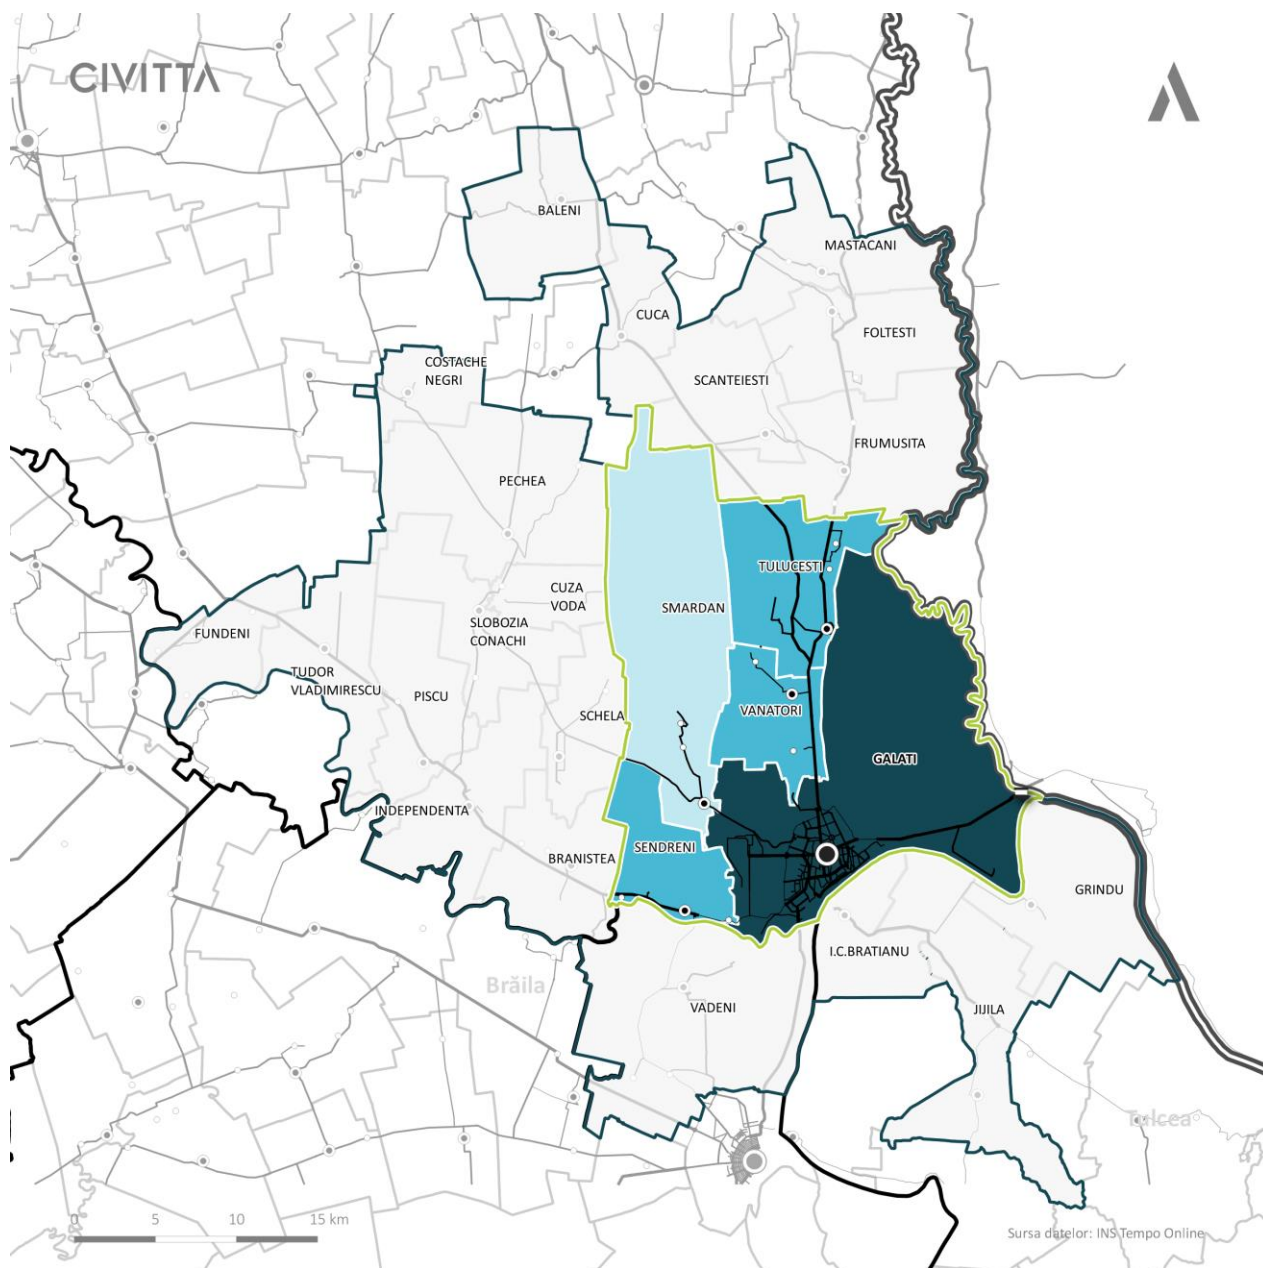 CIVITTA
BALENI
MASTACANI
CUCA
FOLTESTI
COSTACHE
NEGRI
SCANTEIESTI
FRUMUSITA
PECHEA
TULUCESTI
CUZA
VODA
SMARDAN
SLOBOZIA
CONACHI
FUNDENI
TUDOR
VLADIMIRESCU
PISCU
SCHELA
VANATORI
GALATI
INDEPENDENTA
SENDRENI
BRANISTEA
GRINDU
I.C.BRATIANU
Brăila
VADENI
JIJILA
Tulcea
0 5 10 15 km
Sursa datelor: INS Tempo Online